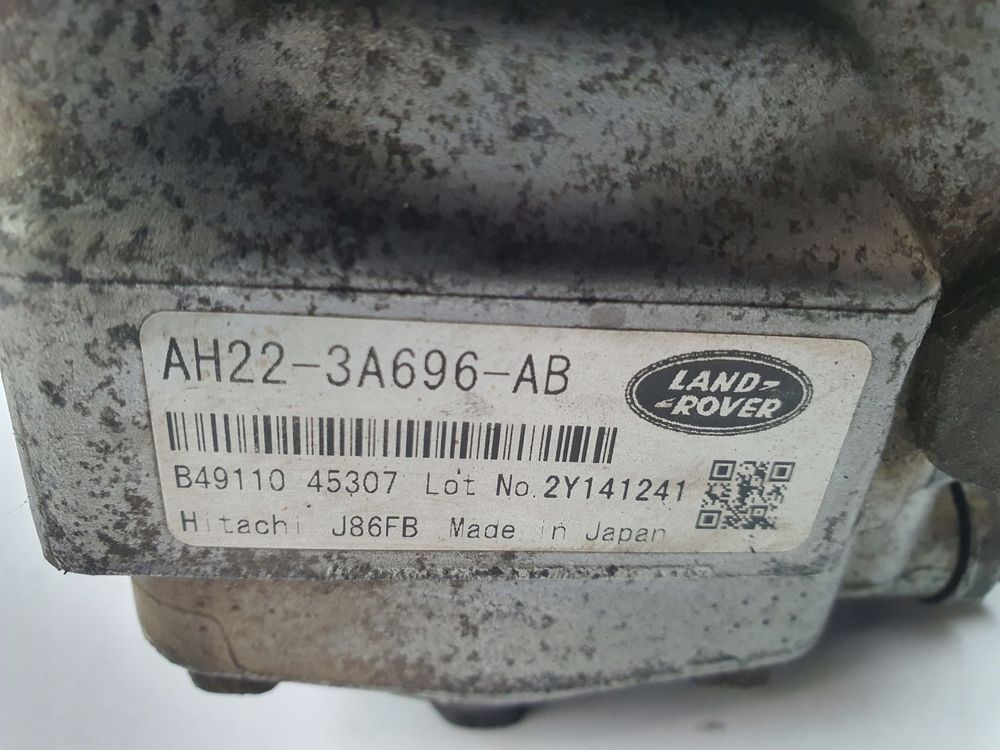 AH22-3A696-AB
LAND-
-ROVER
B49110 45307 Lot No.2Y141241
Hitachi J86FB Made in Japan